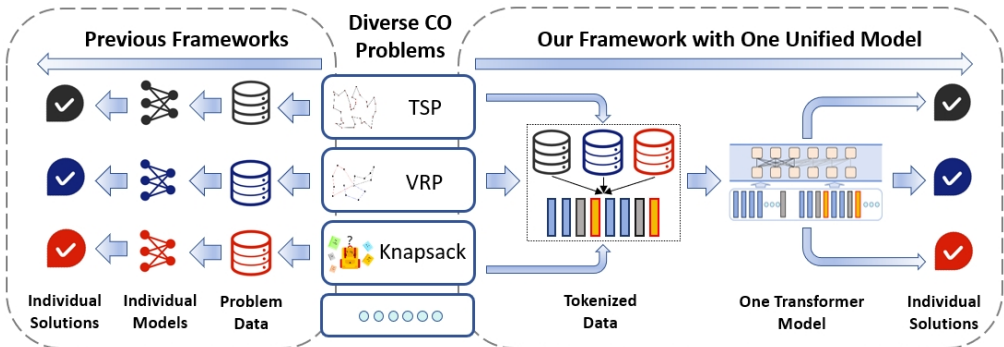 Previous Frameworks
Diverse CO
Problems
Our Framework with One Unified Model
TSP
VRP
?
Knapsack
Individual
Solutions
Individual
Models
Problem
Data
Tokenized
Data
One Transformer
Model
Individual
Solutions